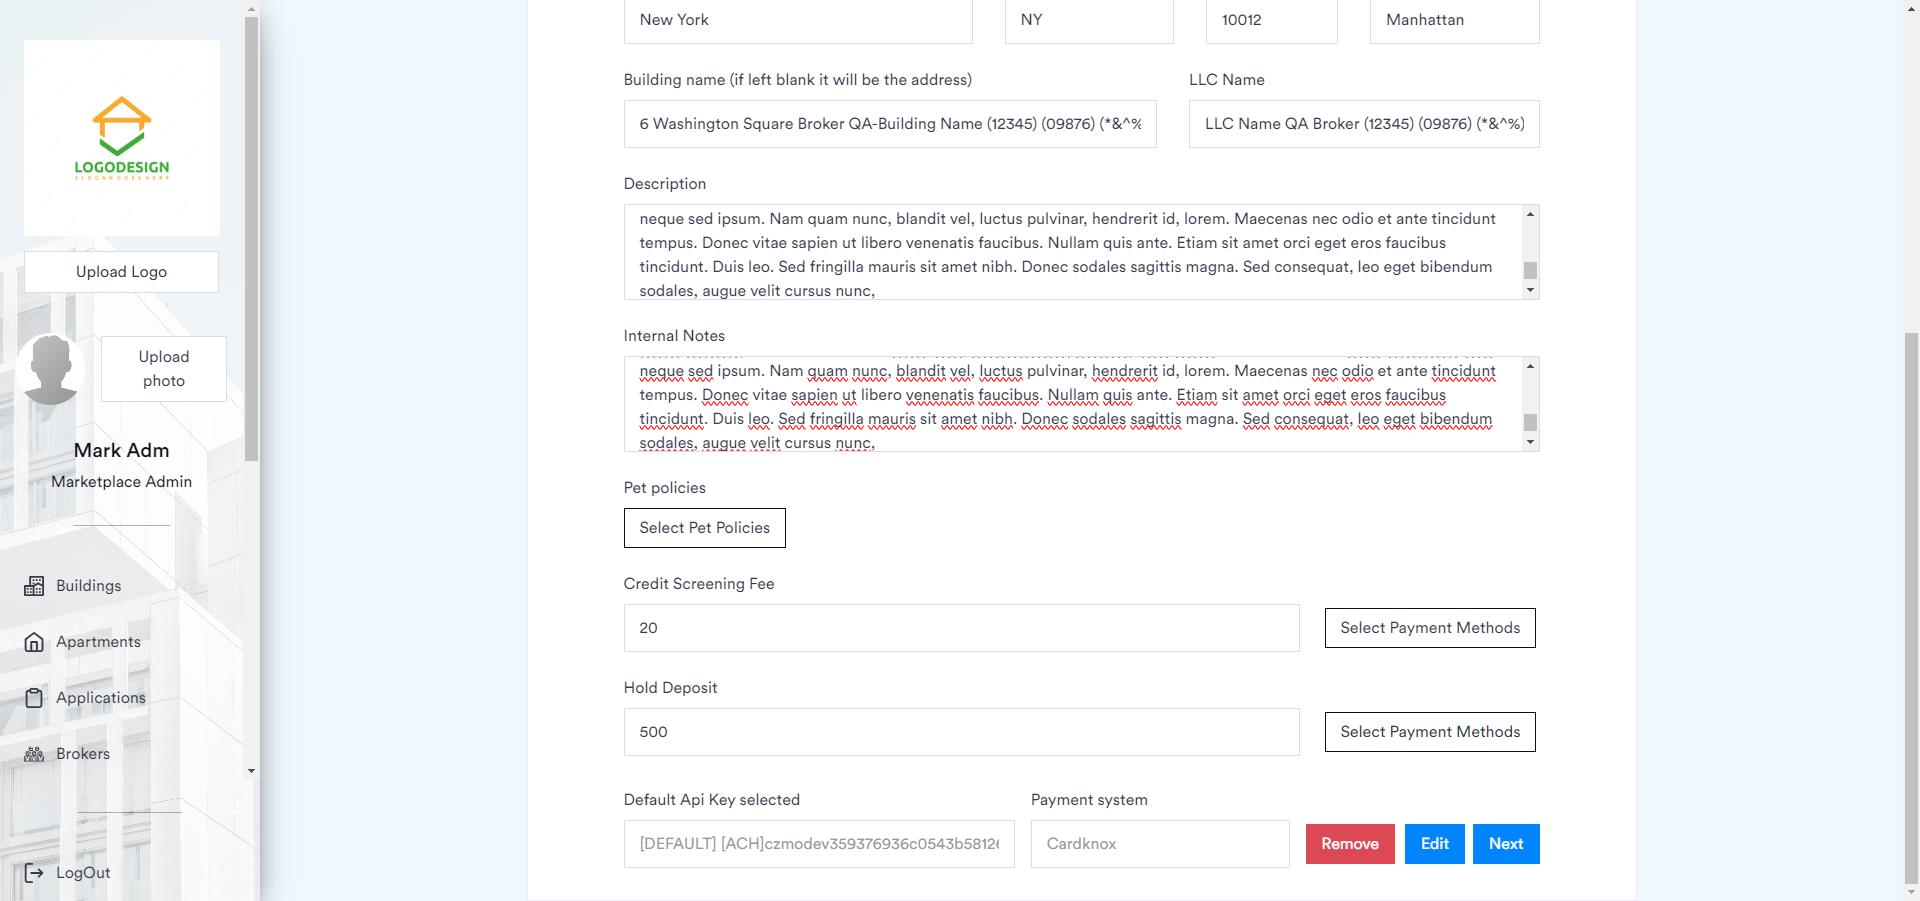 LOGODESIGN
SLOGAN GOES HERE
Upload Logo
Upload
photo
Mark Adm
Marketplace Admin
Buildings
Apartments
Applications
Brokers
LogOut
New York
NY
10012
Manhattan
Building name (if left blank it will be the address)
LLC Name
6 Washington Square Broker QA-Building Name (12345) (09876) (*&^%
LLC Name QA Broker (12345) (09876) (*&^%)
Description
neque sed ipsum. Nam quam nunc, blandit vel, luctus pulvinar, hendrerit id, lorem. Maecenas nec odio et ante tincidunt
tempus. Donec vitae sapien ut libero venenatis faucibus. Nullam quis ante. Etiam sit amet orci eget eros faucibus
tincidunt. Duis leo. Sed fringilla mauris sit amet nibh. Donec sodales sagittis magna. Sed consequat, leo eget bibendum
sodales, augue velit cursus nunc,
Internal Notes
neque sed ipsum. Nam quam nunc, blandit vel, luctus pulvinar, hendrerit id, lorem. Maecenas nec odio et ante tincidunt
tempus. Donec vitae sapien ut libero venenatis faucibus. Nullam quis ante. Etiam sit amet orci eget eros faucibus
tincidunt. Duis leo. Sed fringilla mauris sit amet nibh. Donec sodales sagittis magna. Sed consequat, leo eget bibendum
sodales, augue velit cursus nunc,
Pet policies
Select Pet Policies
Credit Screening Fee
20
Select Payment Methods
Hold Deposit
500
Select Payment Methods
Default Api Key selected
Payment system
[DEFAULT] [ACH]czmodev359376936c0543b5812
Cardknox
Remove
Edit
Next